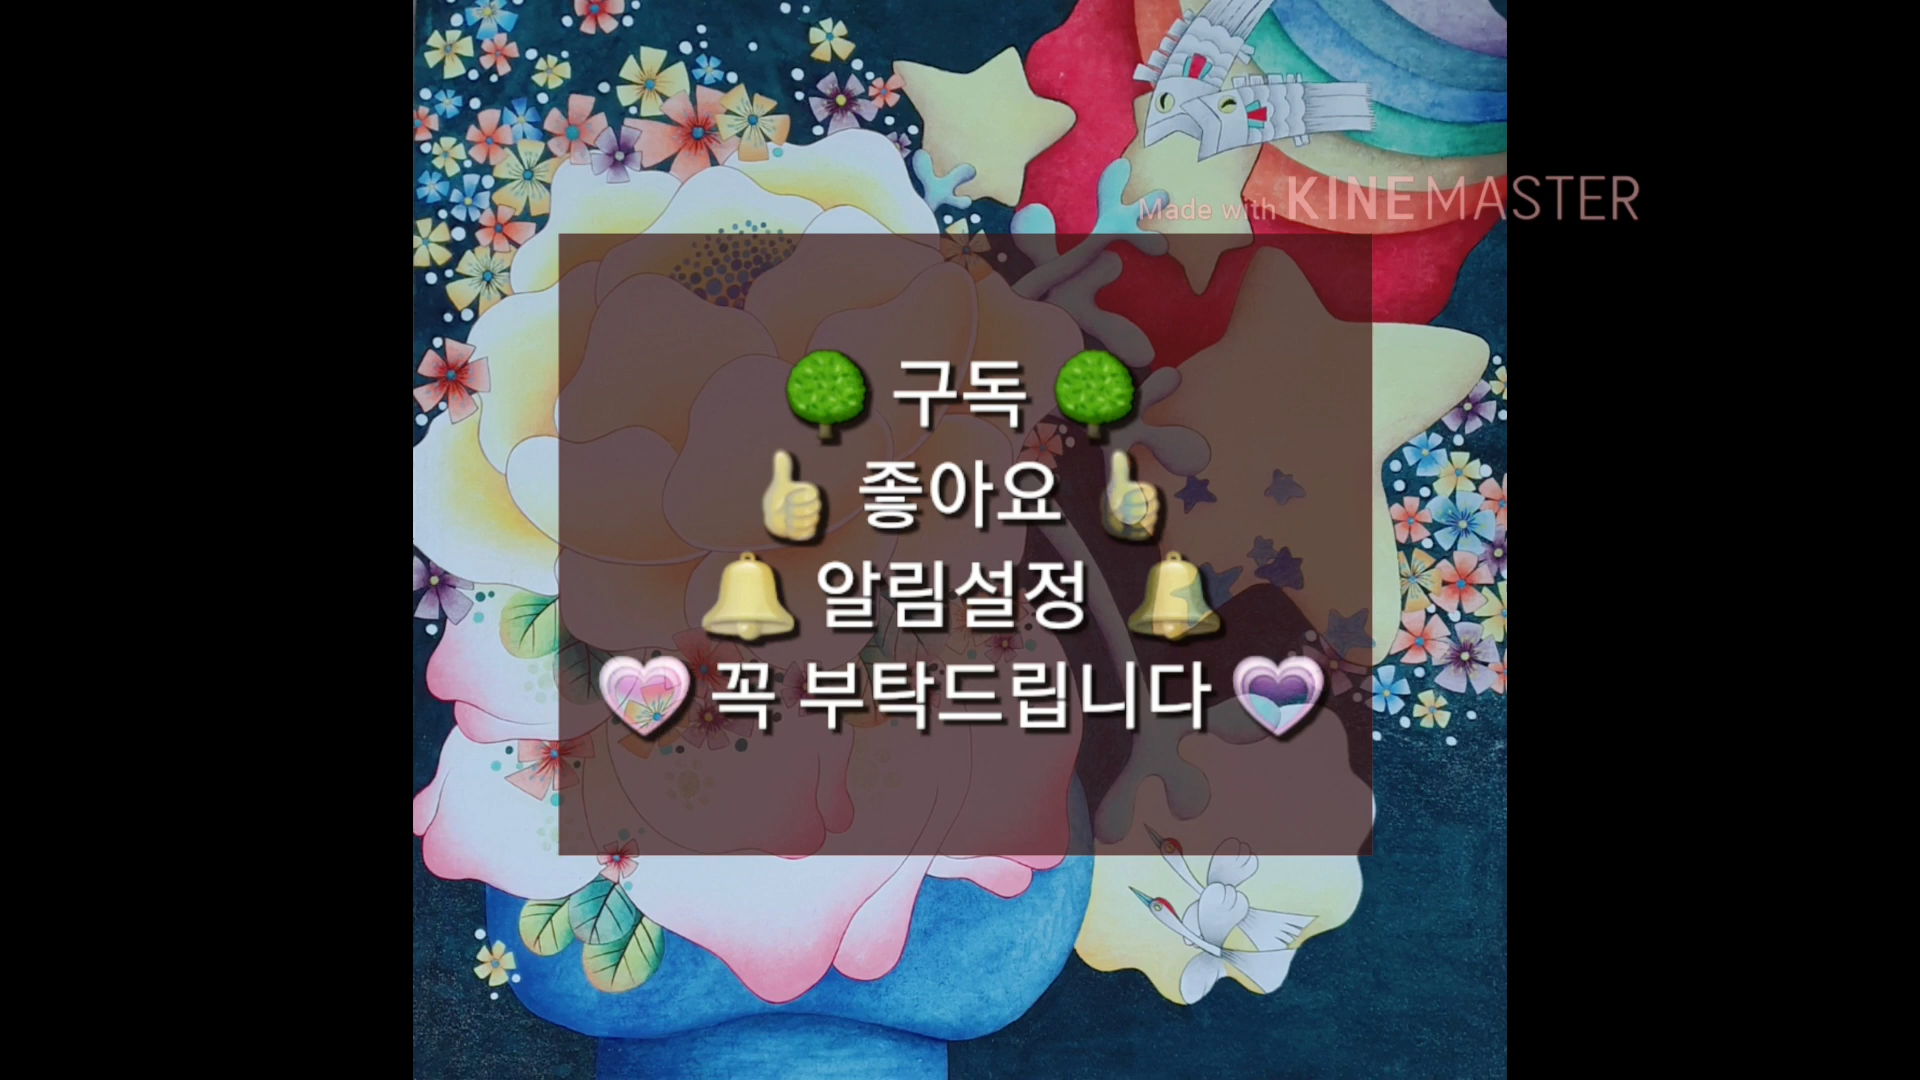 Made with KINEMASTER
🌳 구독 🌳
👍 좋아요 👍
🔔 알림설정 🔔
💗 꼭 부탁드립니다 💗